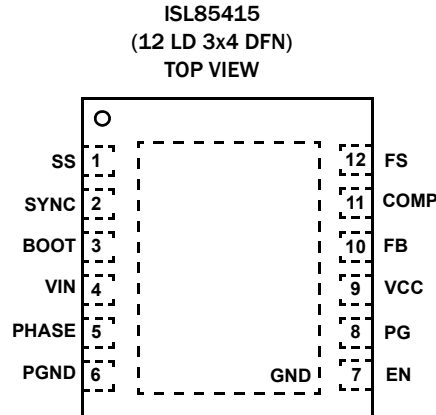 ISL85415
(12 LD 3x4 DFN)
TOP VIEW
SS 1 12 FS
SYNC 2 11 COMP
BOOT 3 10 FB
VIN 4 9 VCC
PHASE 5 8 PG
PGND 6 GND 7 EN